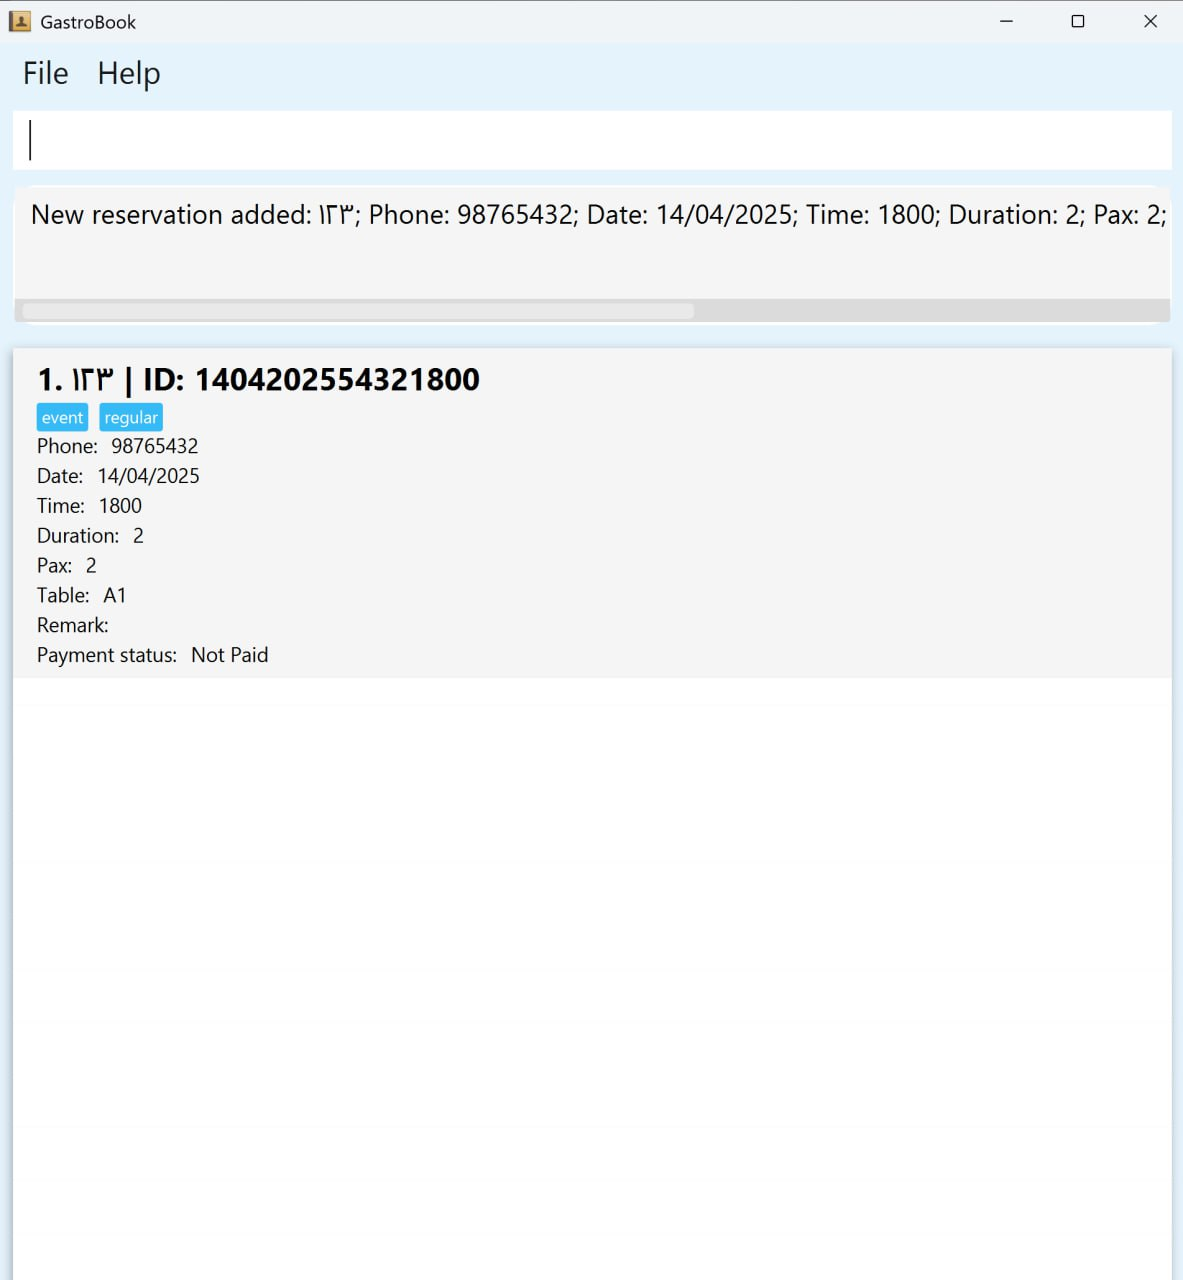 GastroBook
File Help
New reservation added: ١٢٣; Phone: 98765432; Date: 14/04/2025; Time: 1800; Duration: 2; Pax: 2;
1. ١٢٣ | ID: 1404202554321800
event regular
Phone: 98765432
Date: 14/04/2025
Time: 1800
Duration: 2
Pax: 2
Table: A1
Remark:
Payment status: Not Paid